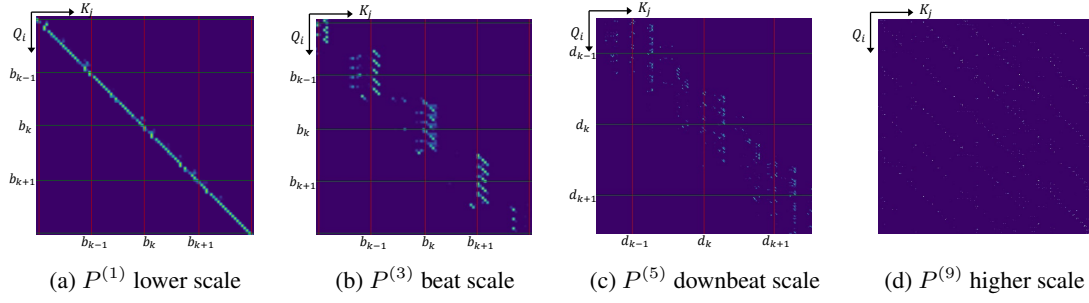 K_j K_j K_j K_j
Q_i Q_i Q_i Q_i
b_{k-1} b_{k-1} d_{k-1}
b_k b_k d_k
b_{k+1} b_{k+1} d_{k+1}
b_{k-1} b_k b_{k+1} b_{k-1} b_k b_{k+1} d_{k-1} d_k d_{k+1}
(a) P^{(1)} lower scale (b) P^{(3)} beat scale (c) P^{(5)} downbeat scale (d) P^{(9)} higher scale